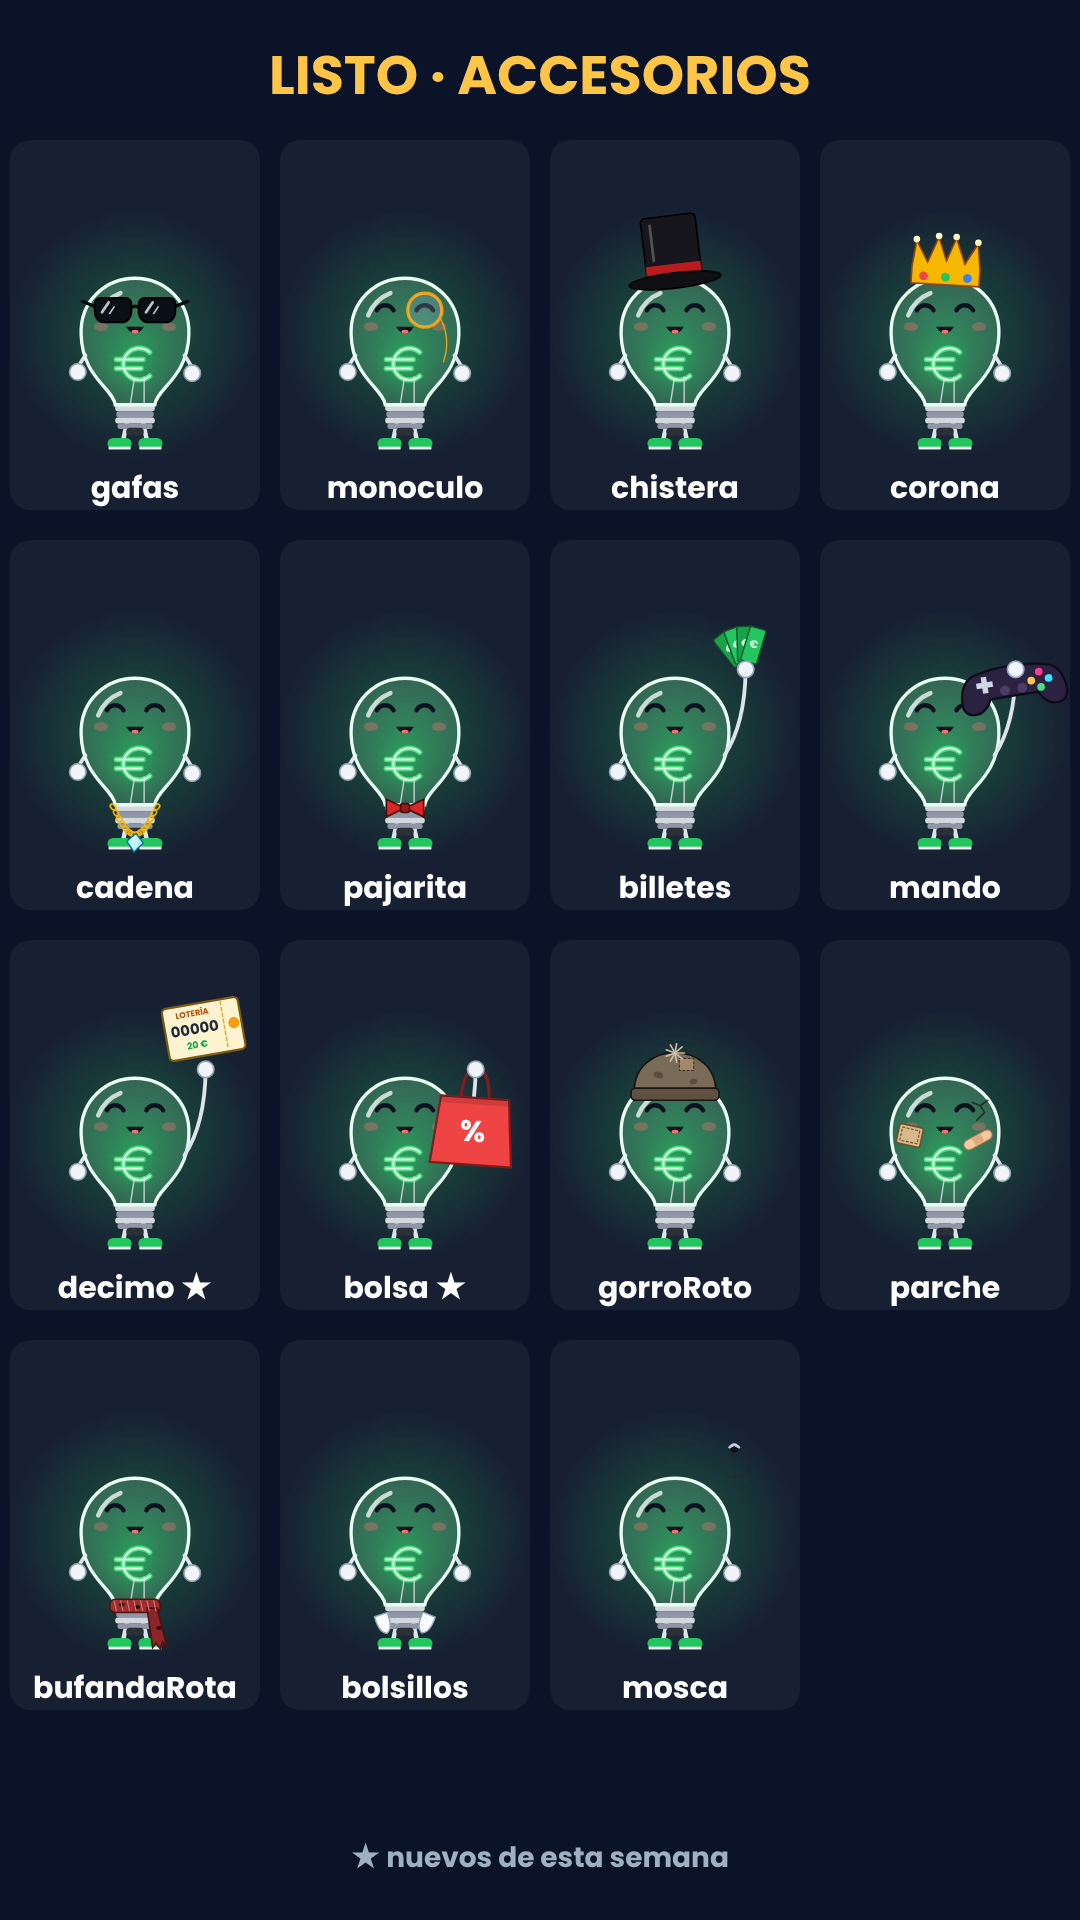 LISTO · ACCESORIOS
€ € € €
gafas monoculo chistera corona
€ €
€ € € €
cadena pajarita billetes mando
LOTERÍA
00000
20 €
%
€ € € €
decimo ★ bolsa ★ gorroRoto parche
€ € €
bufandaRota bolsillos mosca
★ nuevos de esta semana